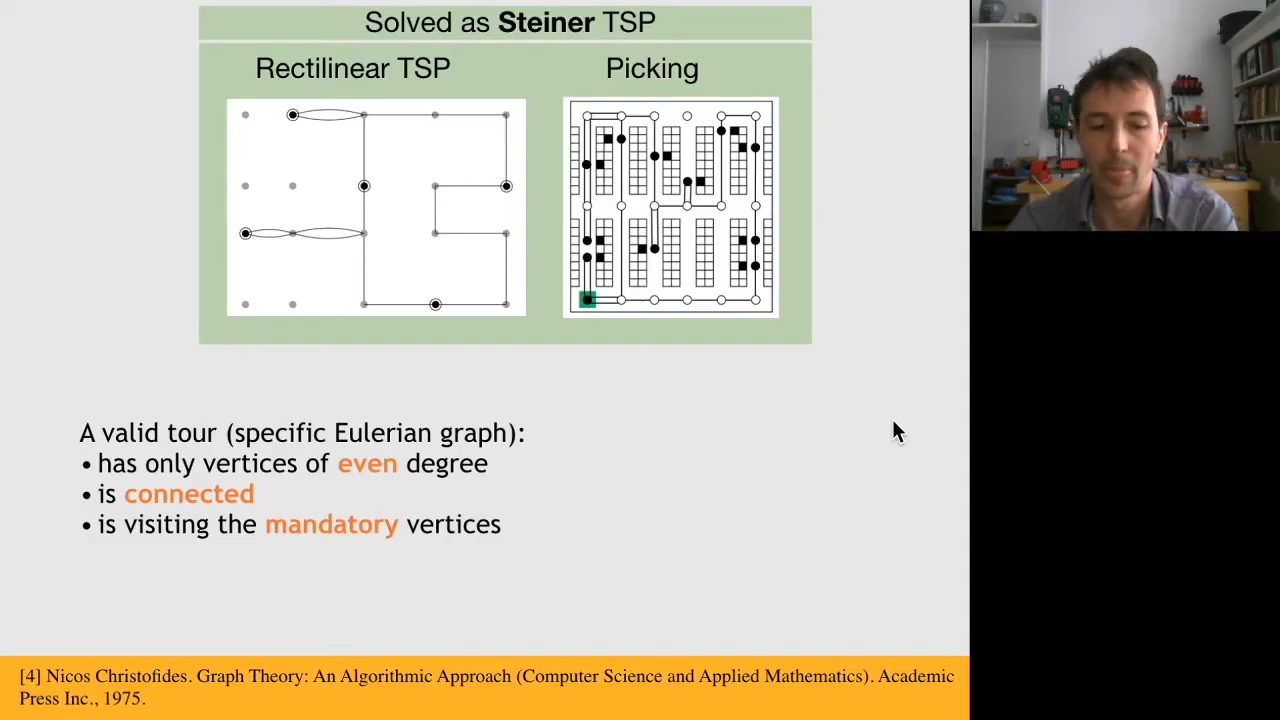 Solved as Steiner TSP
Rectilinear TSP
Picking
A valid tour (specific Eulerian graph):
• has only vertices of even degree
• is connected
• is visiting the mandatory vertices
[4] Nicos Christofides. Graph Theory: An Algorithmic Approach (Computer Science and Applied Mathematics). Academic
Press Inc., 1975.